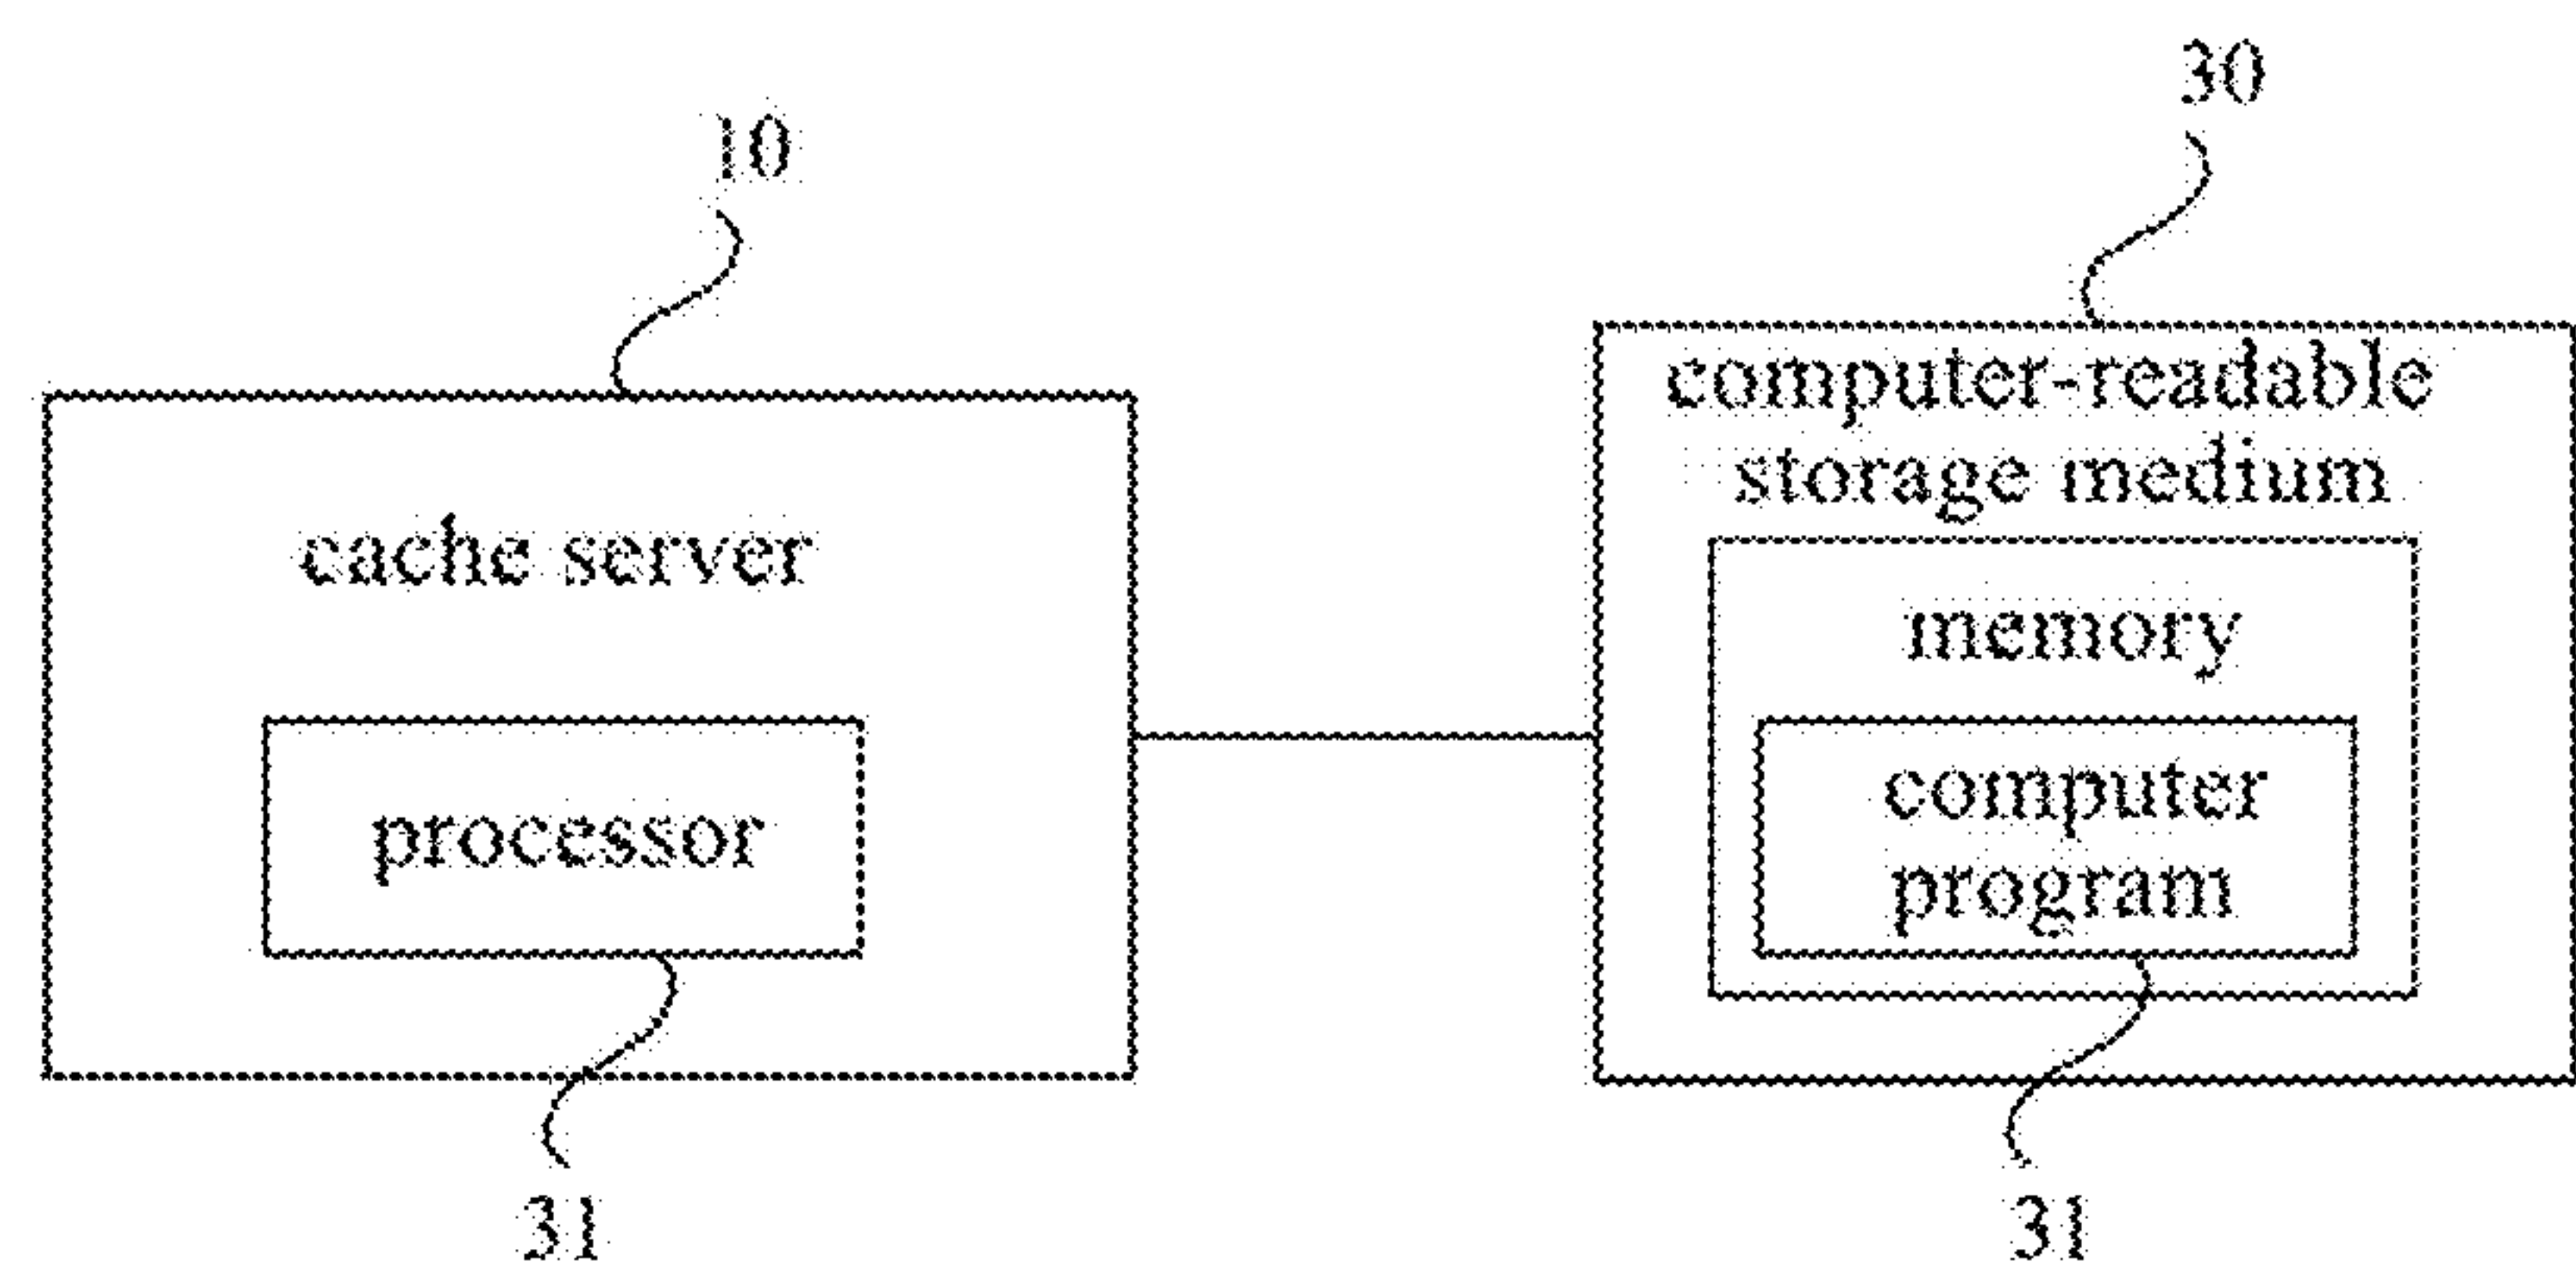 10
30
cache server
processor
31
computer-readable
storage medium
memory
computer
program
31